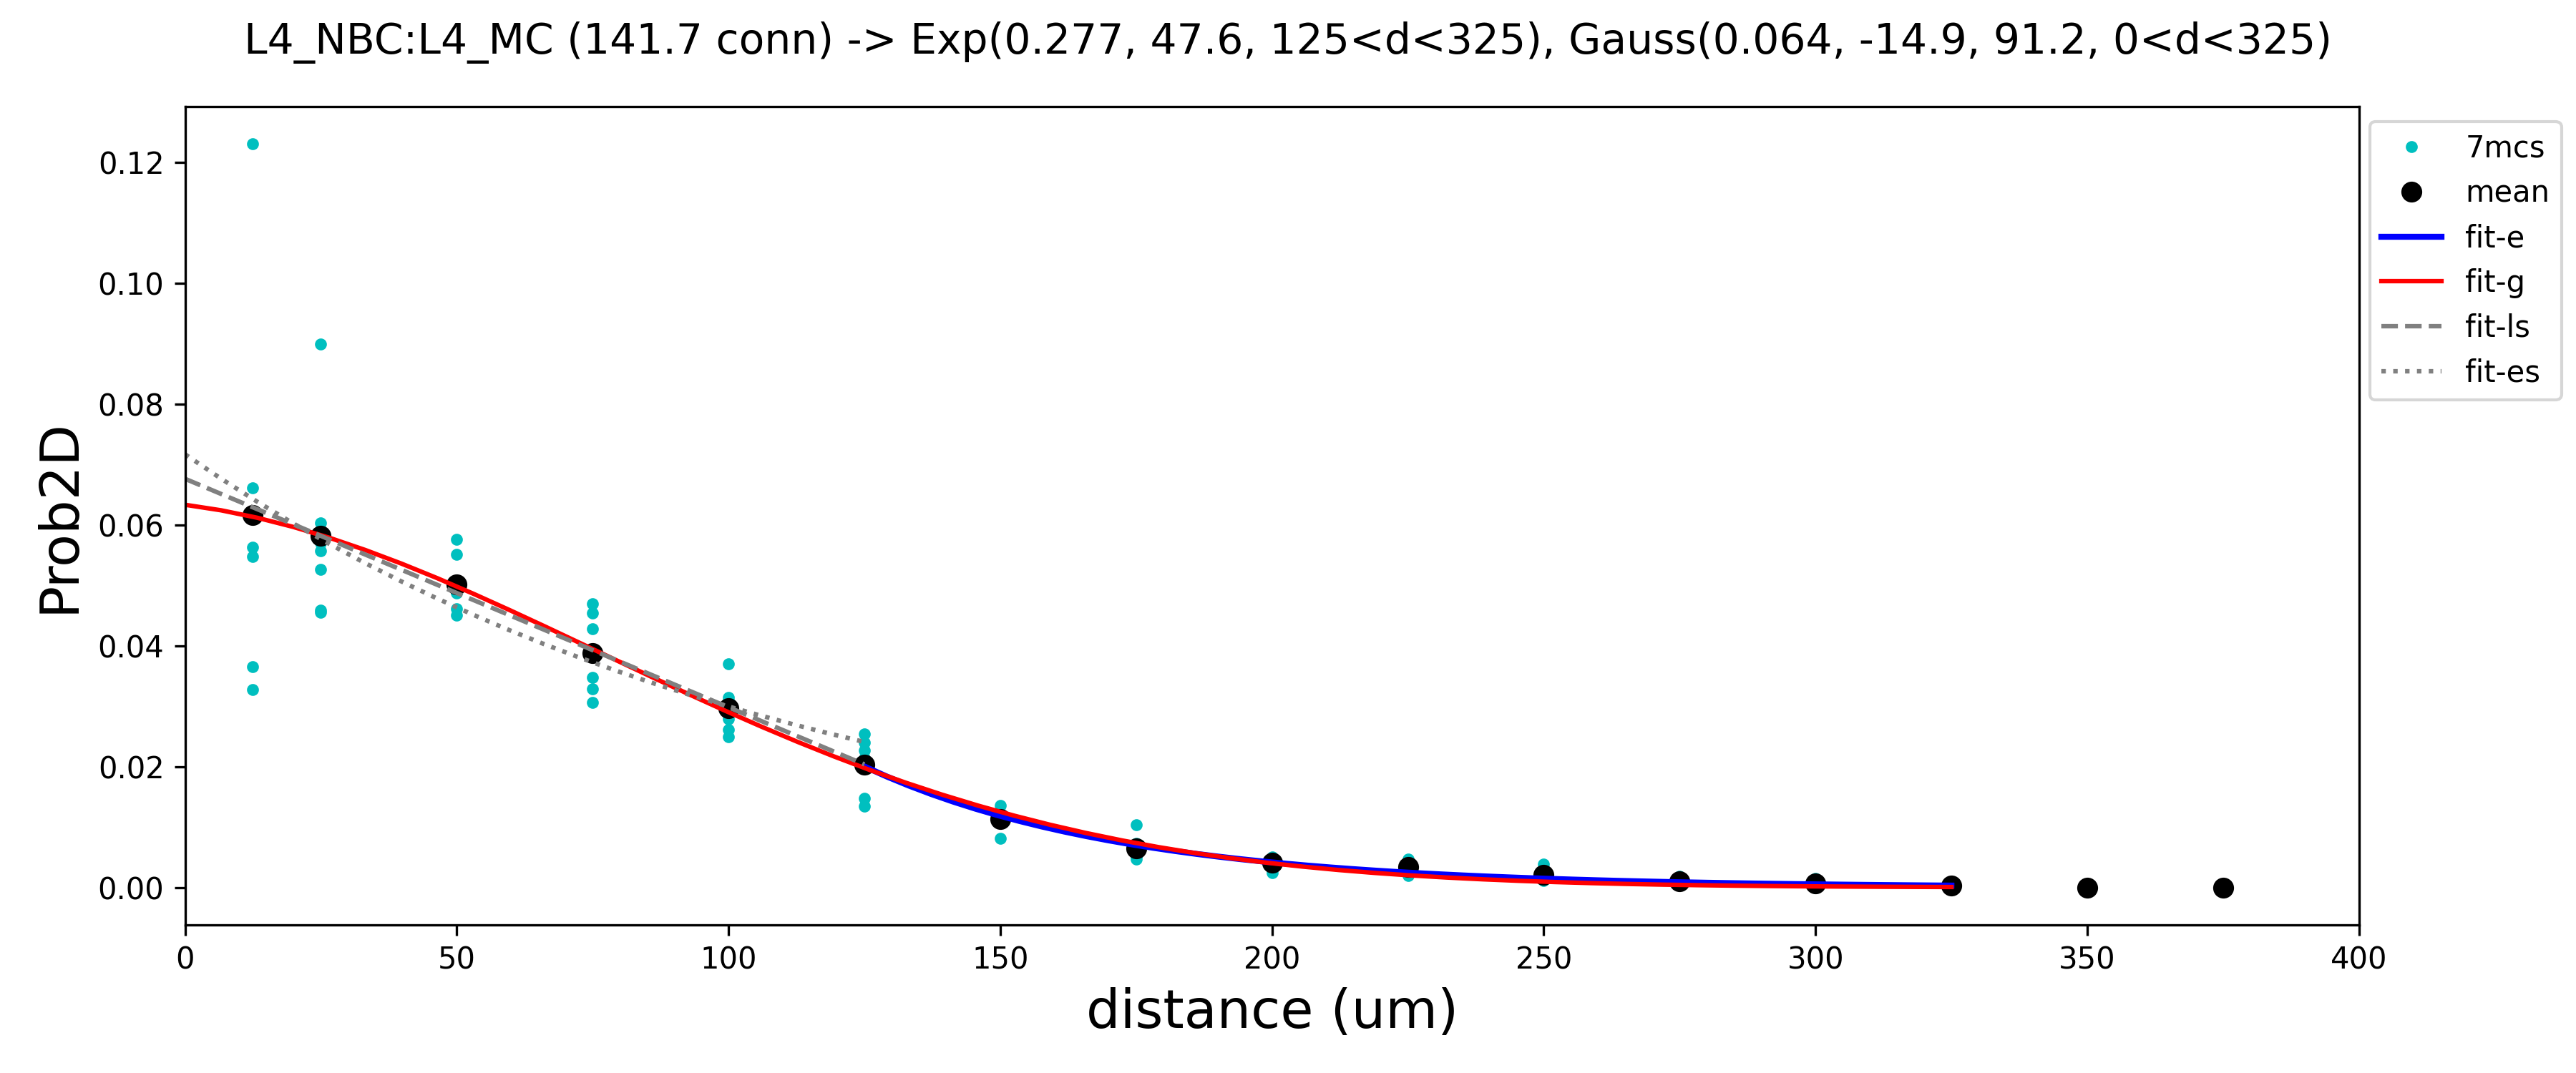 L4_NBC:L4_MC (141.7 conn) -> Exp(0.277, 47.6, 125<d<325), Gauss(0.064, -14.9, 91.2, 0<d<325)
0.12
0.10
0.08
0.06
0.04
0.02
0.00
Prob2D
0 50 100 150 200 250 300 350 400
distance (um)
7mcs
mean
fit-e
fit-g
fit-ls
fit-es